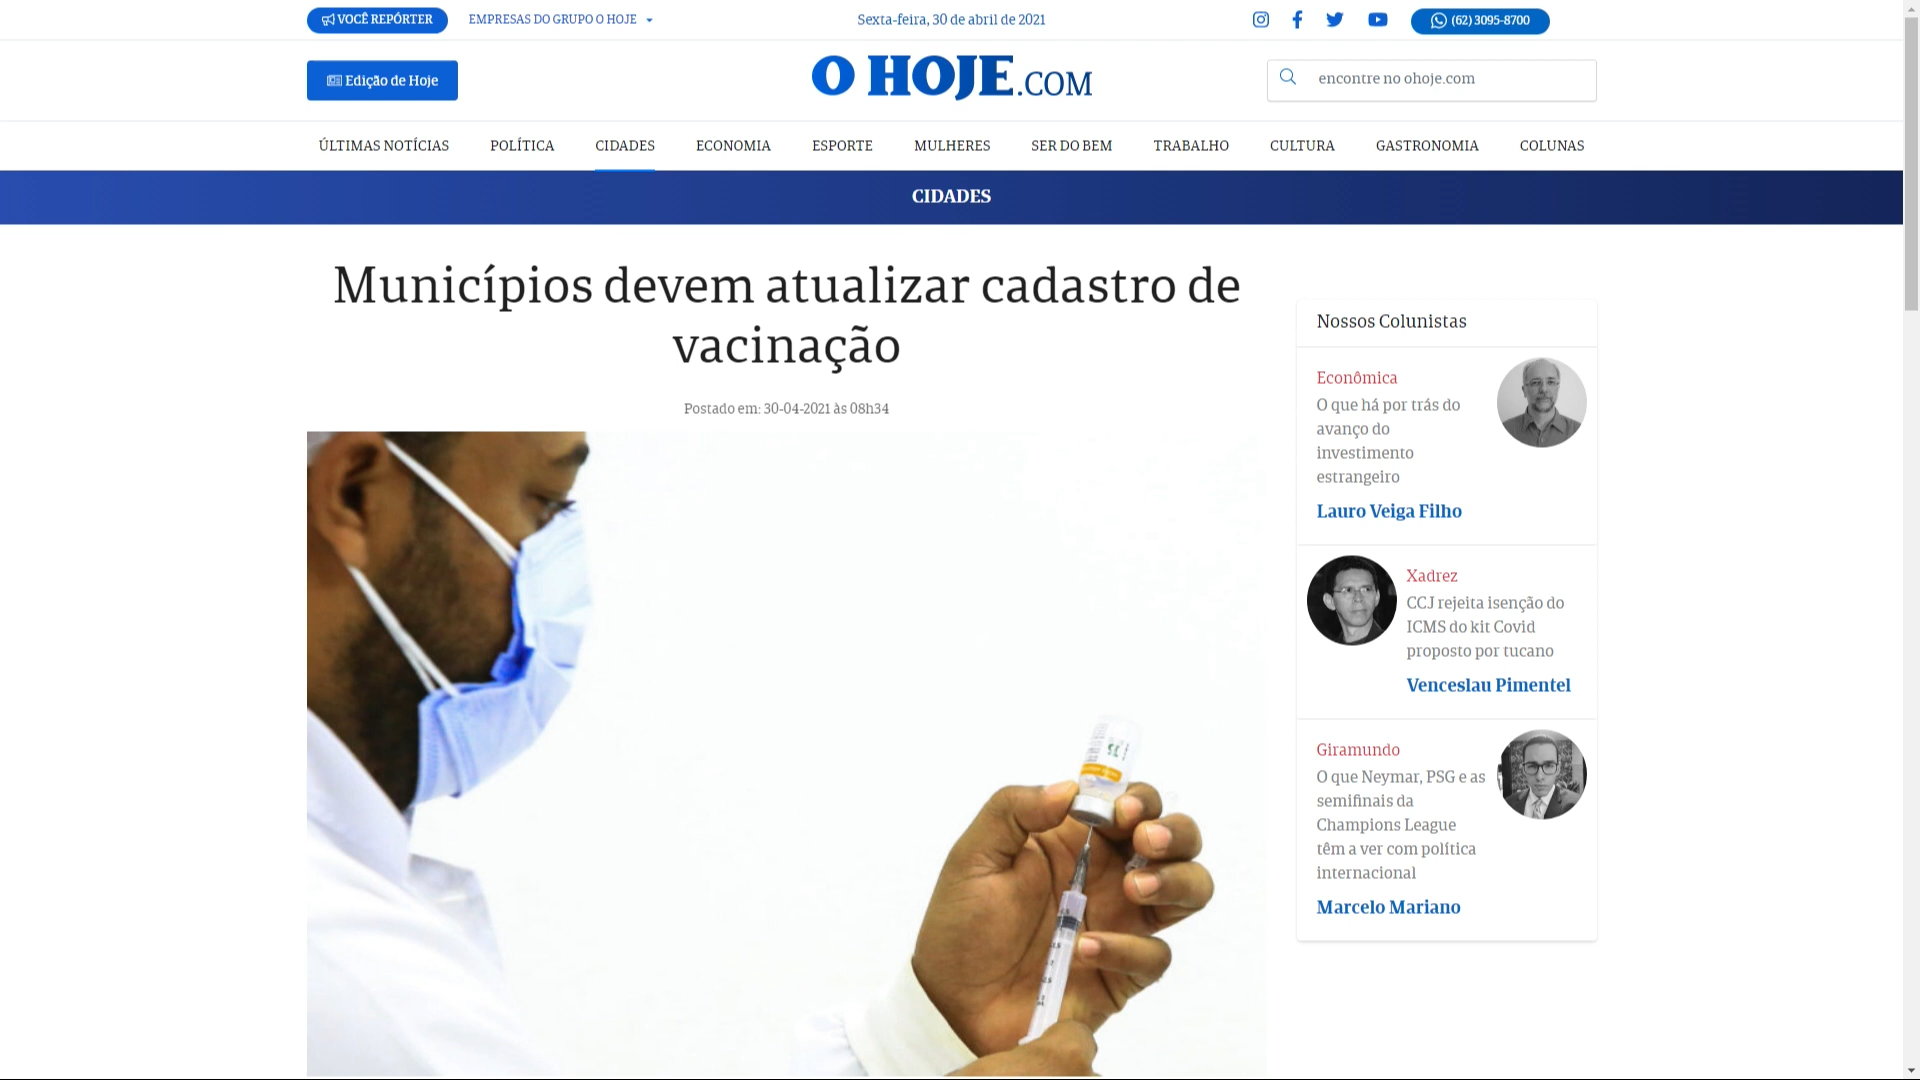 VOCÊ REPÓRTER
EMPRESAS DO GRUPO O HOJE
Sexta-feira, 30 de abril de 2021
(62) 3095-8700
Edição de Hoje
O HOJE.COM
encontre no ohoje.com
ÚLTIMAS NOTÍCIAS
POLÍTICA
CIDADES
ECONOMIA
ESPORTE
MULHERES
SER DO BEM
TRABALHO
CULTURA
GASTRONOMIA
COLUNAS
CIDADES
Municípios devem atualizar cadastro de
vacinação
Postado em: 30-04-2021 às 08h34
Nossos Colunistas
Econômica
O que há por trás do
avanço do
investimento
estrangeiro
Lauro Veiga Filho
Xadrez
CCJ rejeita isenção do
ICMS do kit Covid
proposto por tucano
Venceslau Pimentel
Giramundo
O que Neymar, PSG e as
semifinais da
Champions League
têm a ver com política
internacional
Marcelo Mariano